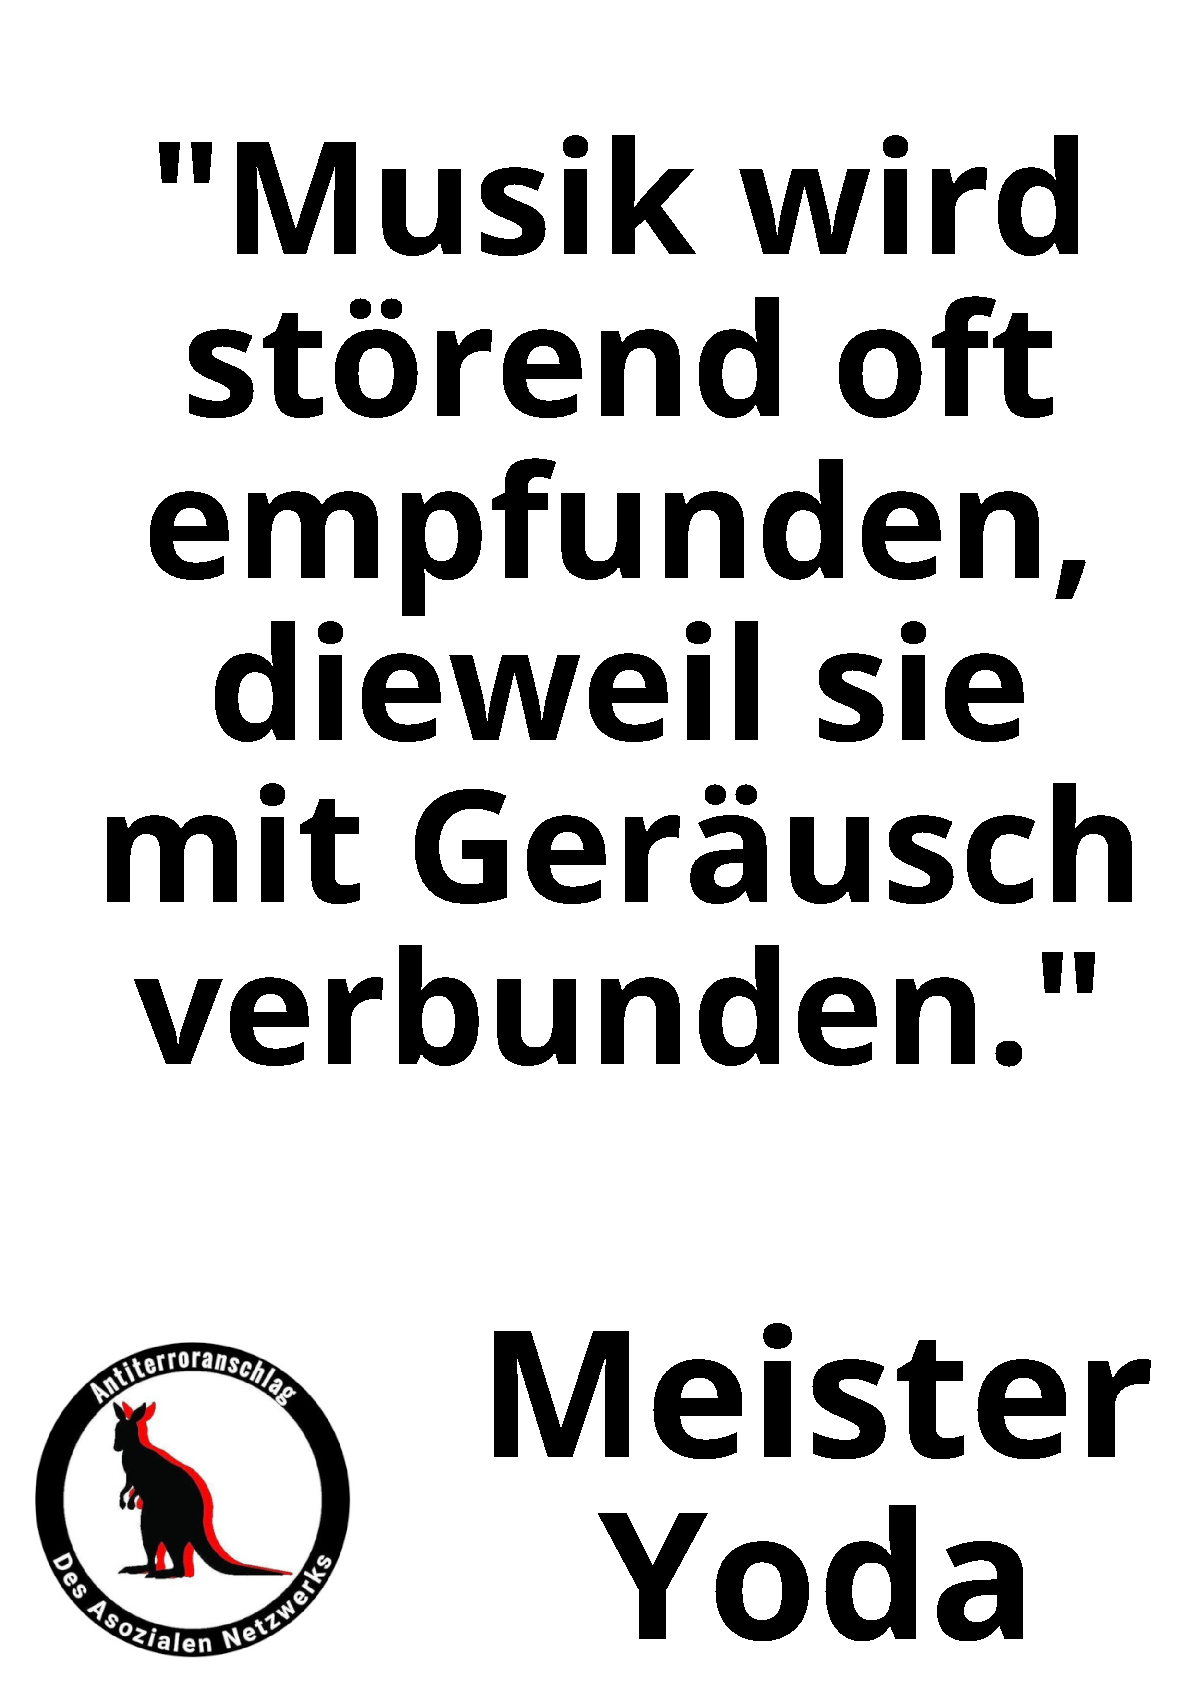 "Musik wird
störend oft
empfunden,
dieweil sie
mit Geräusch
verbunden."
Meister
Yoda
Antiterroranschlag
Des Asozialen Netzwerks